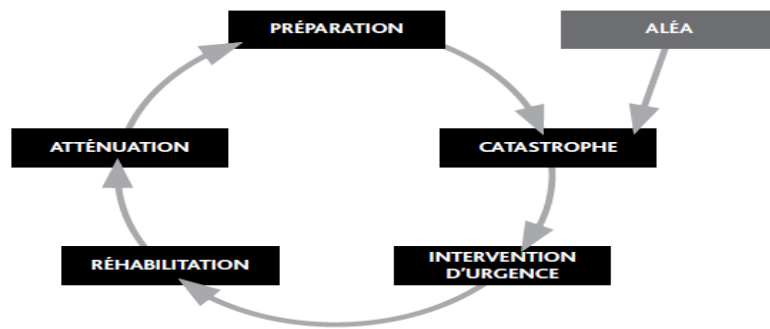 PRÉPARATION
ALÉA
ATTÉNUATION
CATASTROPHE
RÉHABILITATION
INTERVENTION
D'URGENCE